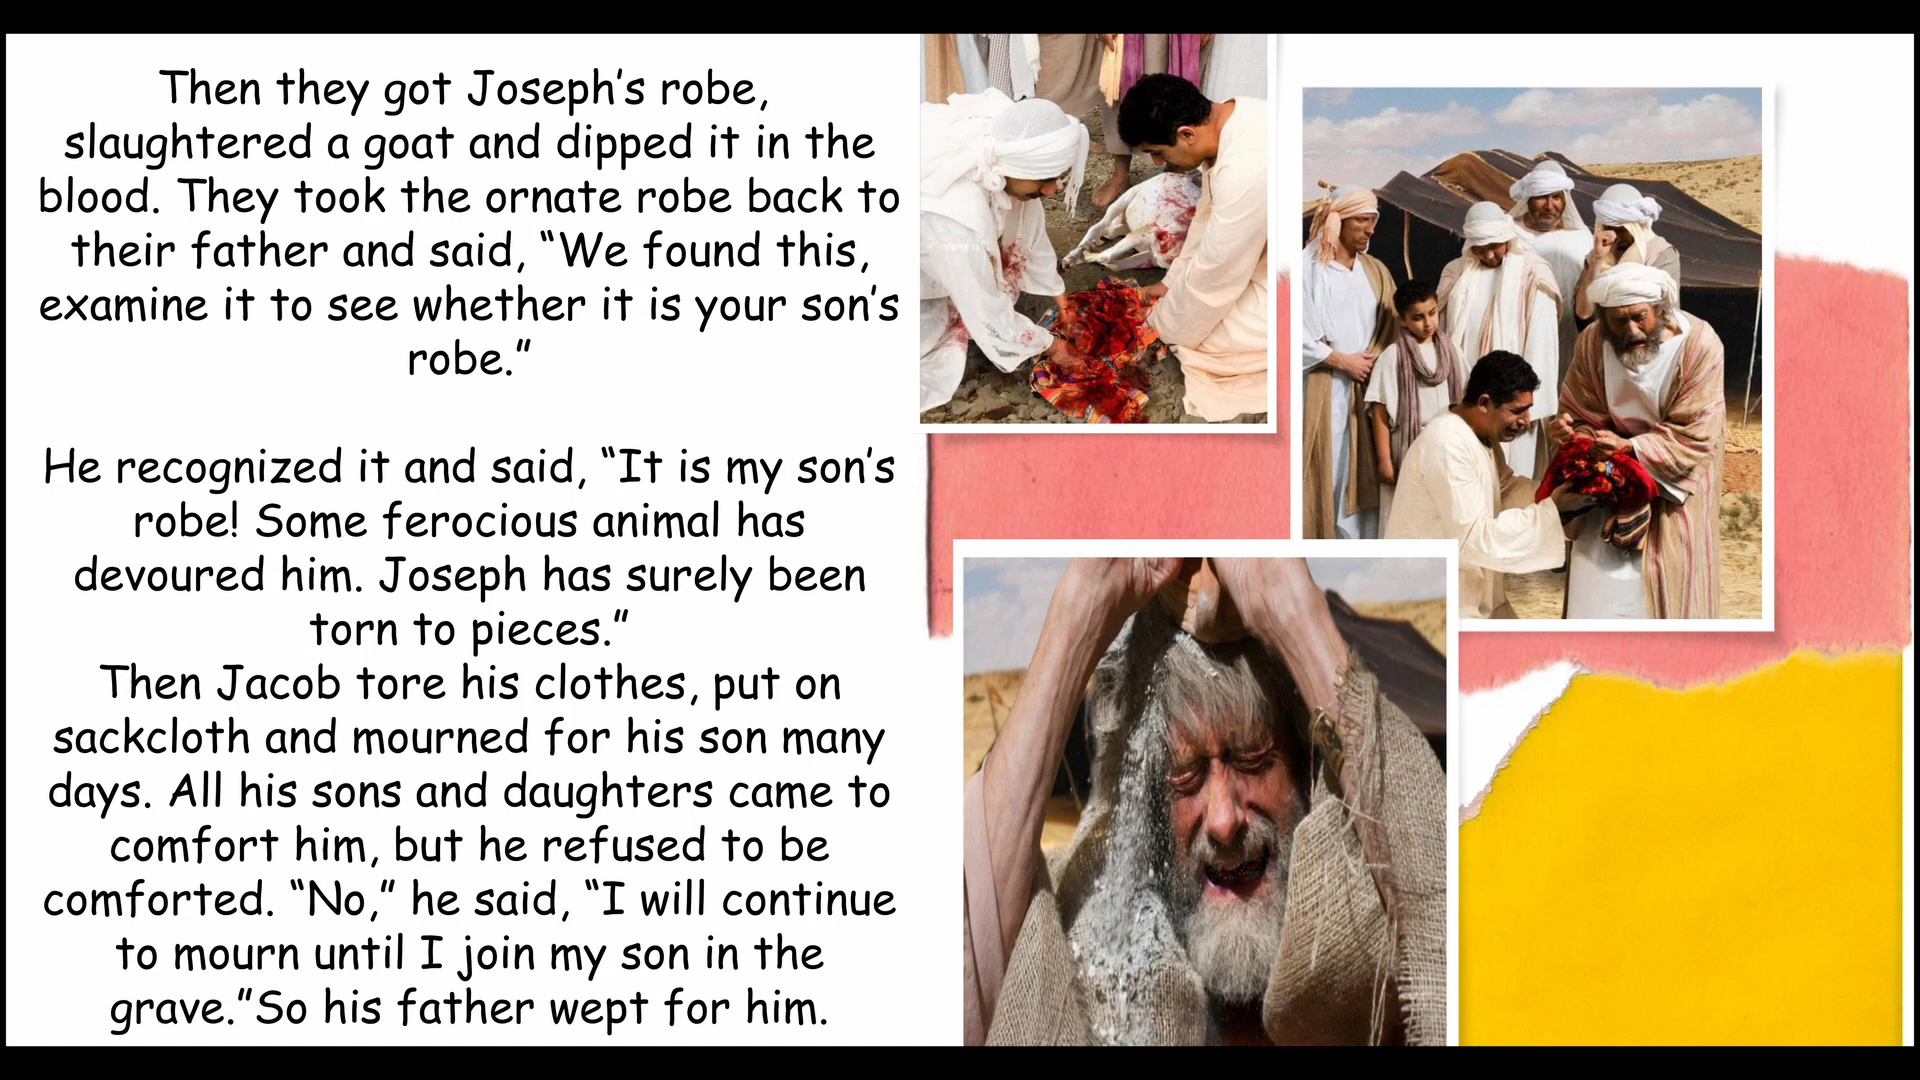 Then they got Joseph’s robe,
slaughtered a goat and dipped it in the
blood. They took the ornate robe back to
their father and said, “We found this,
examine it to see whether it is your son’s
robe.”
He recognized it and said, “It is my son’s
robe! Some ferocious animal has
devoured him. Joseph has surely been
torn to pieces.”
Then Jacob tore his clothes, put on
sackcloth and mourned for his son many
days. All his sons and daughters came to
comfort him, but he refused to be
comforted. “No,” he said, “I will continue
to mourn until I join my son in the
grave.”So his father wept for him.